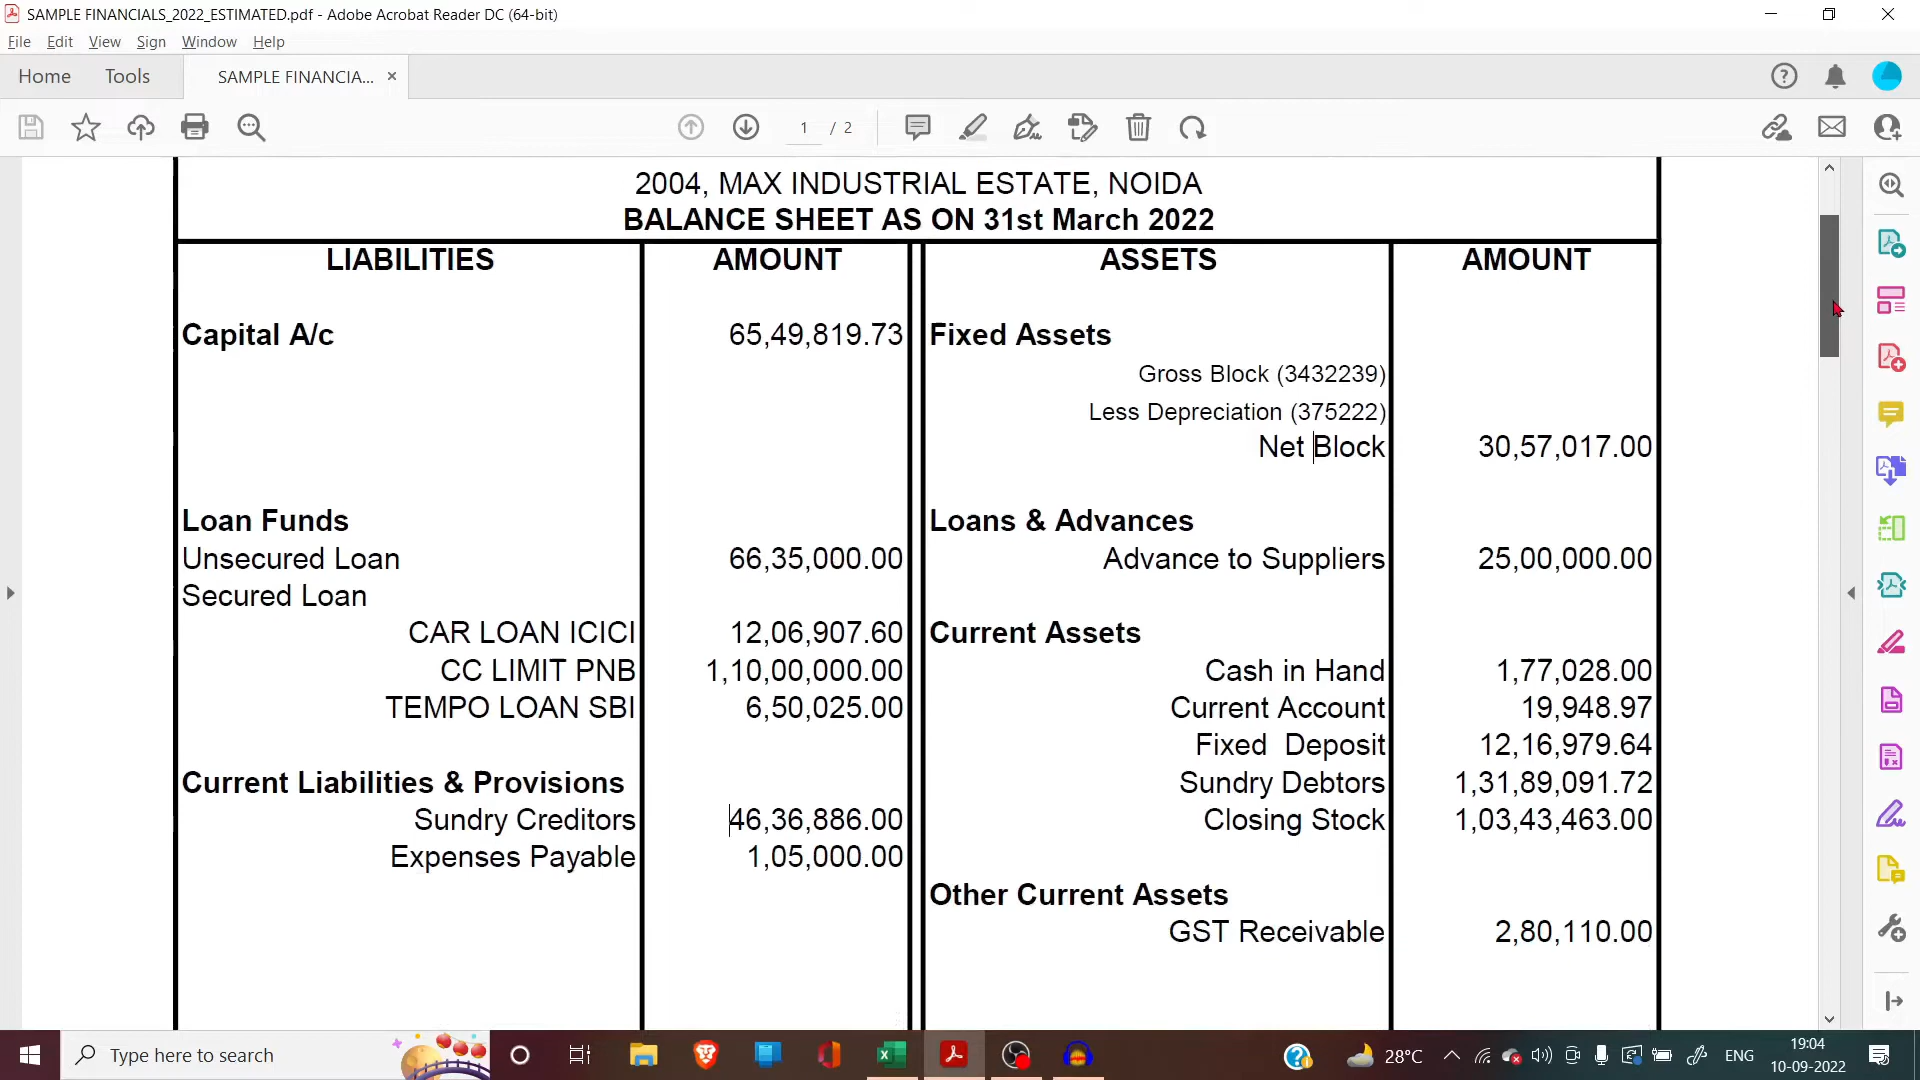 SAMPLE FINANCIALS_2022_ESTIMATED.pdf - Adobe Acrobat Reader DC (64-bit)
File Edit View Sign Window Help
Home Tools SAMPLE FINANCIA... ×
1 / 2
2004, MAX INDUSTRIAL ESTATE, NOIDA
BALANCE SHEET AS ON 31st March 2022
LIABILITIES AMOUNT ASSETS AMOUNT
Capital A/c 65,49,819.73 Fixed Assets
Gross Block (3432239)
Less Depreciation (375222)
Net Block 30,57,017.00
Loan Funds Loans & Advances
Unsecured Loan 66,35,000.00 Advance to Suppliers 25,00,000.00
Secured Loan
CAR LOAN ICICI 12,06,907.60 Current Assets
CC LIMIT PNB 1,10,00,000.00 Cash in Hand 1,77,028.00
TEMPO LOAN SBI 6,50,025.00 Current Account 19,948.97
Fixed Deposit 12,16,979.64
Current Liabilities & Provisions Sundry Debtors 1,31,89,091.72
Sundry Creditors 46,36,886.00 Closing Stock 1,03,43,463.00
Expenses Payable 1,05,000.00
Other Current Assets
GST Receivable 2,80,110.00
Type here to search 28°C ENG 19:04
10-09-2022